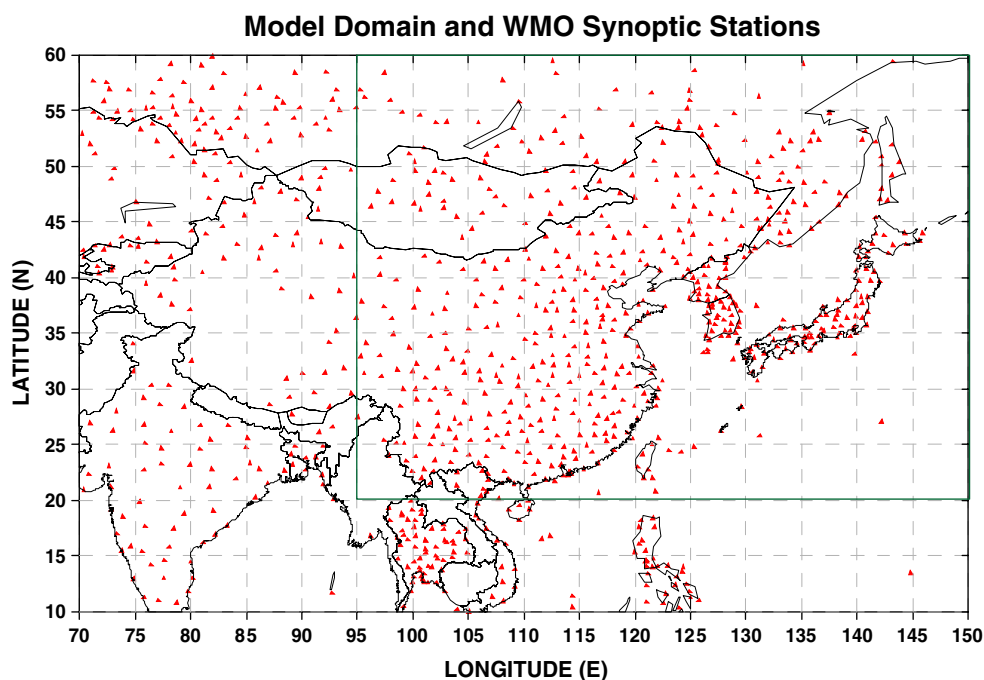 Model Domain and WMO Synoptic Stations
60
55
50
45
40
35
30
25
20
15
10
LATITUDE (N)
70 75 80 85 90 95 100 105 110 115 120 125 130 135 140 145 150
LONGITUDE (E)